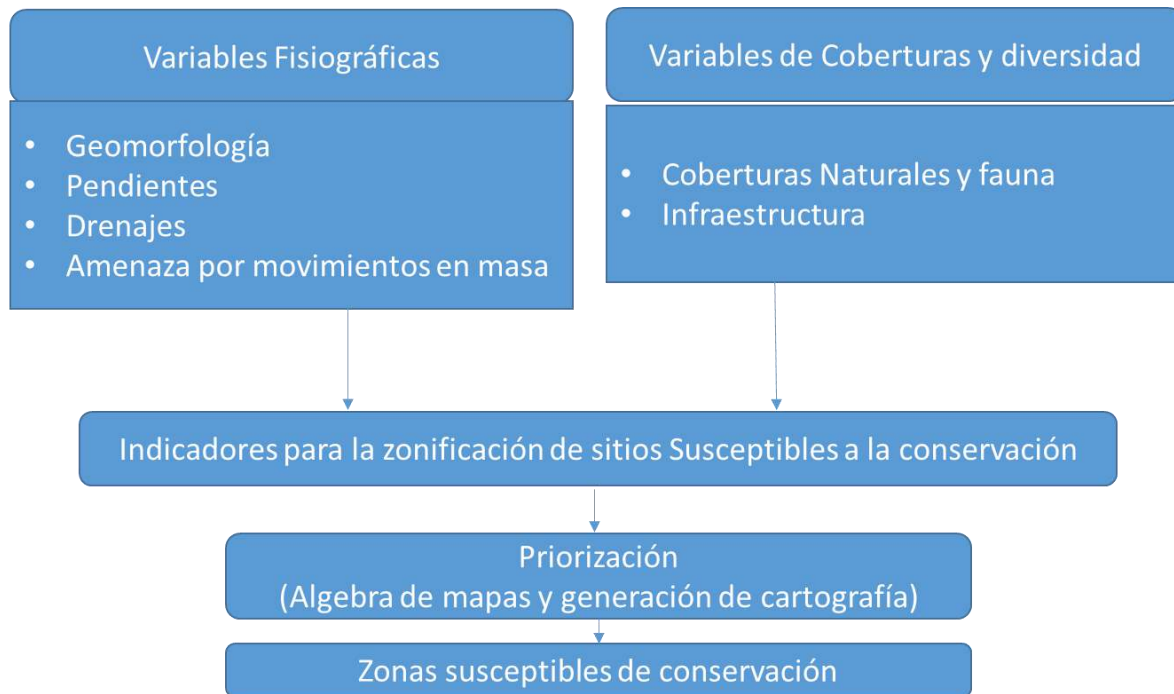 Variables Fisiográficas
• Geomorfología
• Pendientes
• Drenajes
• Amenaza por movimientos en masa
Variables de Coberturas y diversidad
• Coberturas Naturales y fauna
• Infraestructura
Indicadores para la zonificación de sitios Susceptibles a la conservación
Priorización
(Algebra de mapas y generación de cartografía)
Zonas susceptibles de conservación